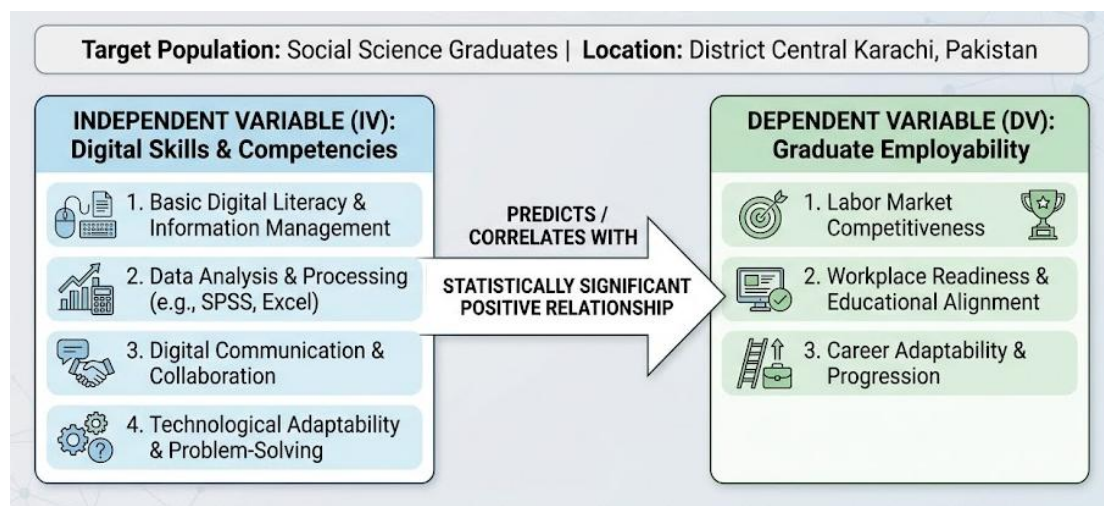 Target Population: Social Science Graduates | Location: District Central Karachi, Pakistan
INDEPENDENT VARIABLE (IV):
Digital Skills & Competencies
1. Basic Digital Literacy &
Information Management
2. Data Analysis & Processing
(e.g., SPSS, Excel)
3. Digital Communication &
Collaboration
4. Technological Adaptability
& Problem-Solving
PREDICTS /
CORRELATES WITH
STATISTICALLY SIGNIFICANT
POSITIVE RELATIONSHIP
DEPENDENT VARIABLE (DV):
Graduate Employability
1. Labor Market
Competitiveness
2. Workplace Readiness &
Educational Alignment
3. Career Adaptability &
Progression